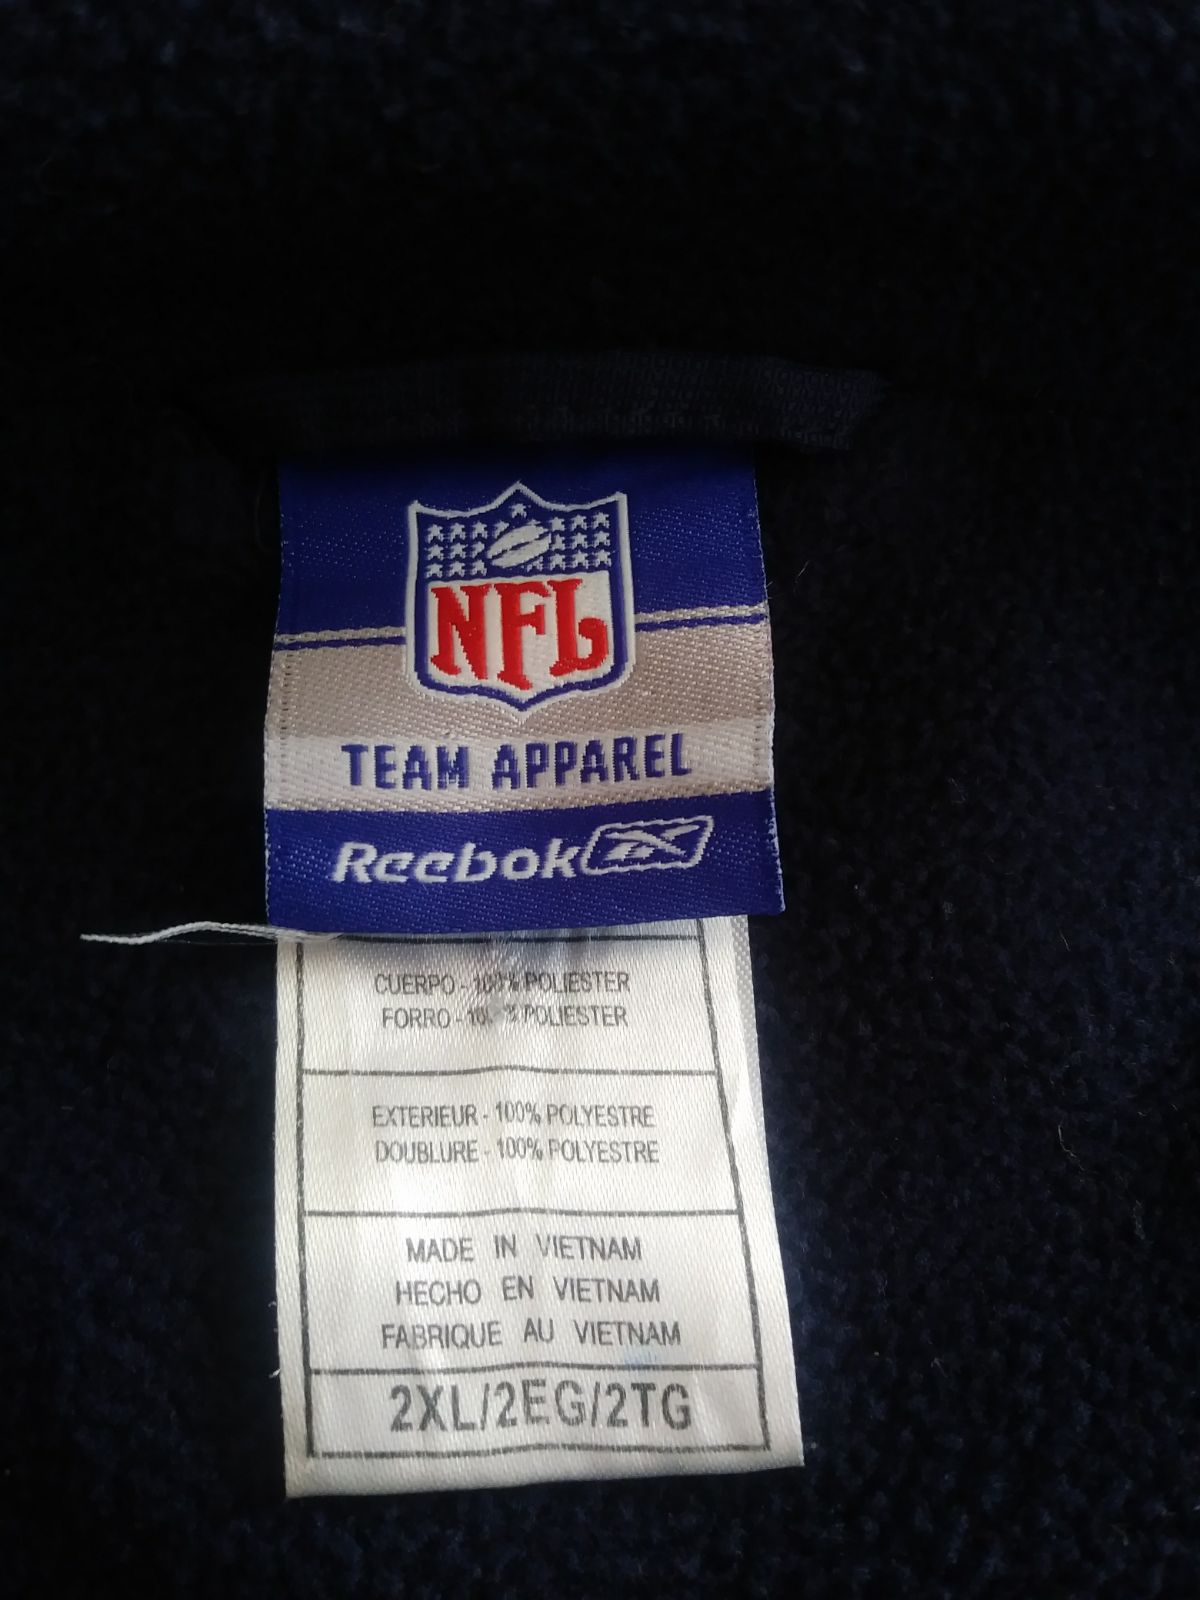 NFL
TEAM APPAREL
Reebok
CUERPO - 100% POLIESTER
FORRO - 100% POLIESTER
EXTERIEUR - 100% POLYESTRE
DOUBLURE - 100% POLYESTRE
MADE IN VIETNAM
HECHO EN VIETNAM
FABRIQUE AU VIETNAM
2XL/2EG/2TG